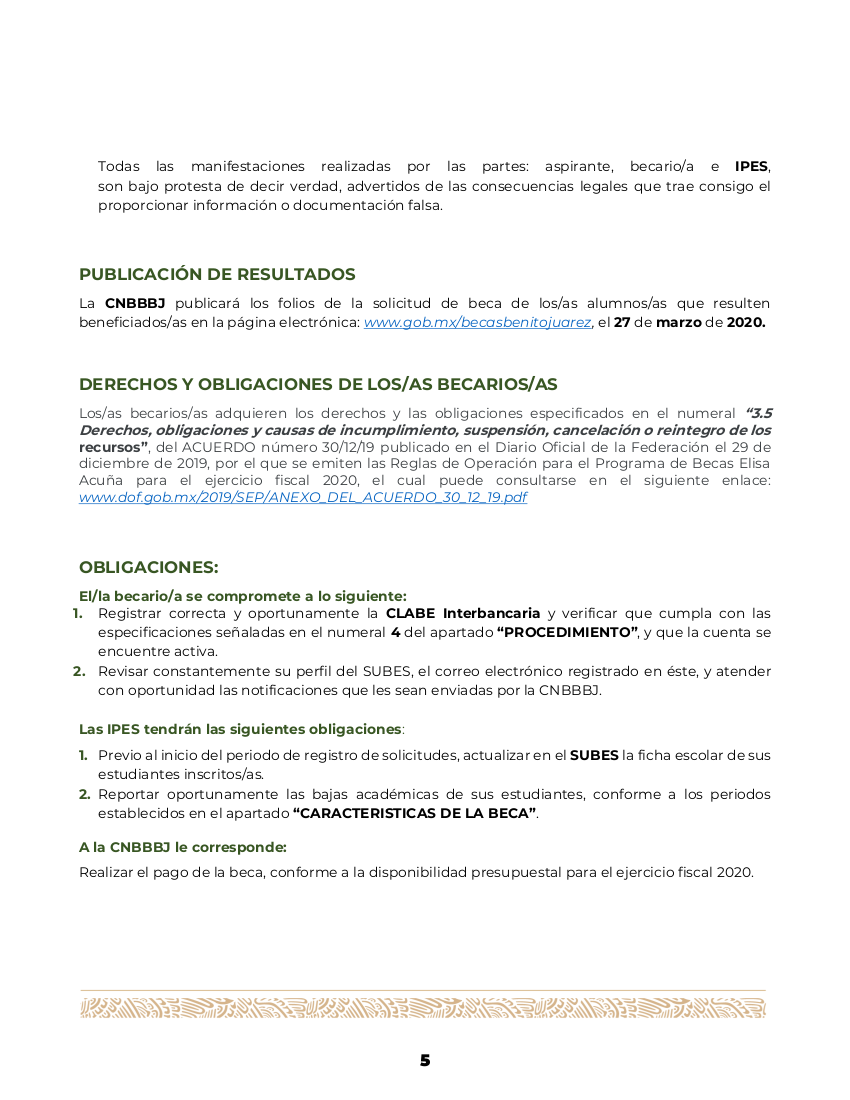 Todas las manifestaciones realizadas por las partes: aspirante, becario/a e IPES,
son bajo protesta de decir verdad, advertidos de las consecuencias legales que trae consigo el
proporcionar información o documentación falsa.
PUBLICACIÓN DE RESULTADOS
La CNBBBJ publicará los folios de la solicitud de beca de los/as alumnos/as que resulten
beneficiados/as en la página electrónica: www.gob.mx/becasbenitojuarez, el 27 de marzo de 2020.
DERECHOS Y OBLIGACIONES DE LOS/AS BECARIOS/AS
Los/as becarios/as adquieren los derechos y las obligaciones especificados en el numeral “3.5
Derechos, obligaciones y causas de incumplimiento, suspensión, cancelación o reintegro de los
recursos”, del ACUERDO número 30/12/19 publicado en el Diario Oficial de la Federación el 29 de
diciembre de 2019, por el que se emiten las Reglas de Operación para el Programa de Becas Elisa
Acuña para el ejercicio fiscal 2020, el cual puede consultarse en el siguiente enlace:
www.dof.gob.mx/2019/SEP/ANEXO_DEL_ACUERDO_30_12_19.pdf
OBLIGACIONES:
El/la becario/a se compromete a lo siguiente:
1. Registrar correcta y oportunamente la CLABE Interbancaria y verificar que cumpla con las
especificaciones señaladas en el numeral 4 del apartado “PROCEDIMIENTO”, y que la cuenta se
encuentre activa.
2. Revisar constantemente su perfil del SUBES, el correo electrónico registrado en éste, y atender
con oportunidad las notificaciones que les sean enviadas por la CNBBBJ.
Las IPES tendrán las siguientes obligaciones:
1. Previo al inicio del periodo de registro de solicitudes, actualizar en el SUBES la ficha escolar de sus
estudiantes inscritos/as.
2. Reportar oportunamente las bajas académicas de sus estudiantes, conforme a los periodos
establecidos en el apartado “CARACTERISTICAS DE LA BECA”.
A la CNBBBJ le corresponde:
Realizar el pago de la beca, conforme a la disponibilidad presupuestal para el ejercicio fiscal 2020.
5